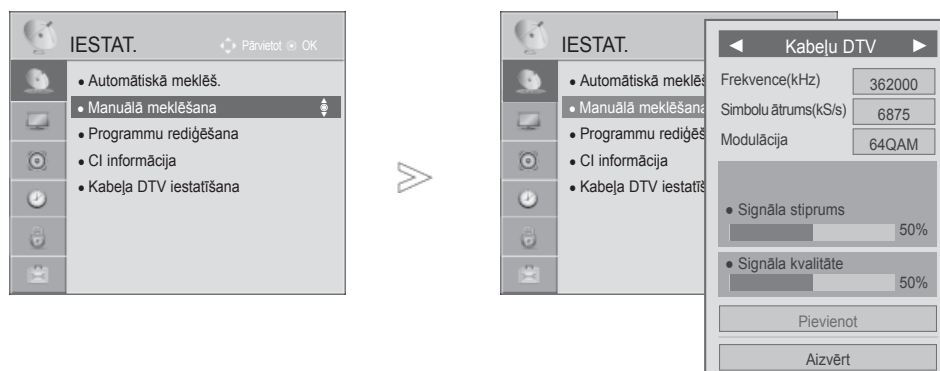 IESTAT.
Pārvietot OK
● Automātiskā meklēš.
● Manuālā meklēšana
● Programmu rediģēšana
● CI informācija
● Kabeļa DTV iestatīšana
IESTAT.
● Automātiskā meklēš
● Manuālā meklēšana
● Programmu rediģēš
● CI informācija
● Kabeļa DTV iestatīš
◄ Kabeļu DTV ►
Frekvence(kHz) 362000
Simbolu ātrums(kS/s) 6875
Modulācija 64QAM
● Signāla stiprums
50%
● Signāla kvalitāte
50%
Pievienot
Aizvērt